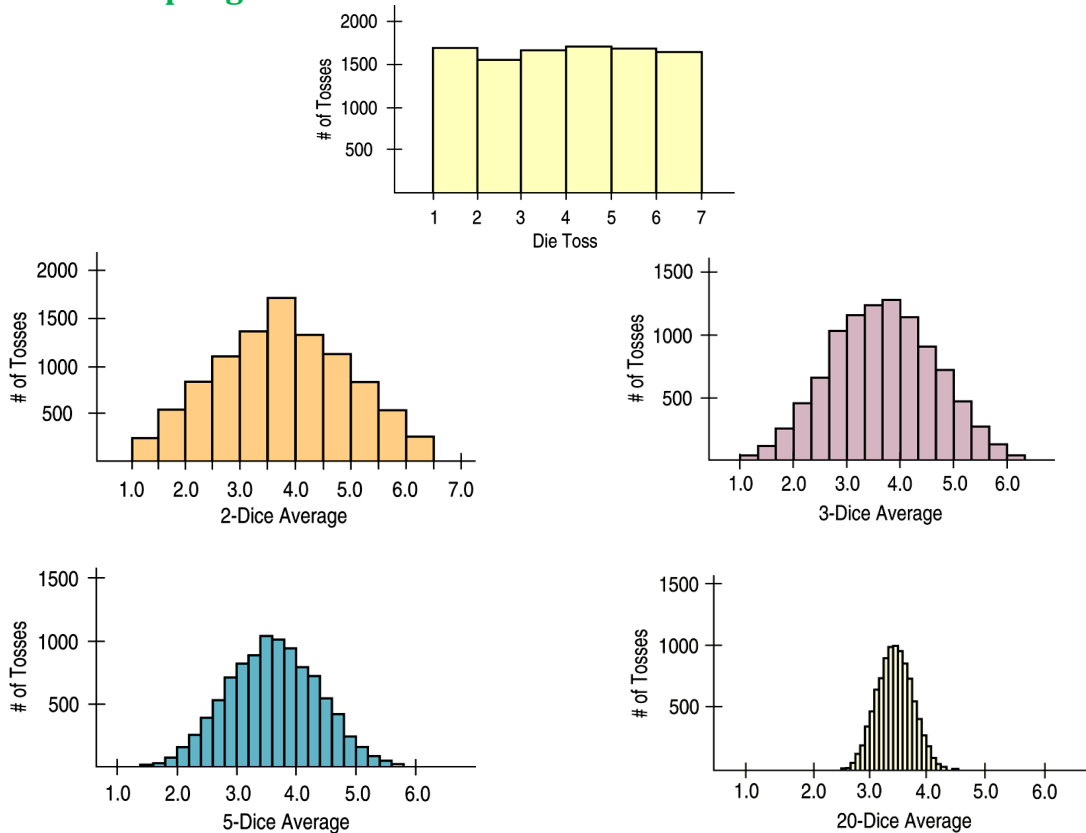 2000
1500
1000
500
# of Tosses
1 2 3 4 5 6 7
Die Toss
2000
1500
1000
500
# of Tosses
1.0 2.0 3.0 4.0 5.0 6.0 7.0
2-Dice Average
1500
1000
500
# of Tosses
1.0 2.0 3.0 4.0 5.0 6.0
3-Dice Average
1500
1000
500
# of Tosses
1.0 2.0 3.0 4.0 5.0 6.0
5-Dice Average
1500
1000
500
# of Tosses
1.0 2.0 3.0 4.0 5.0 6.0
20-Dice Average